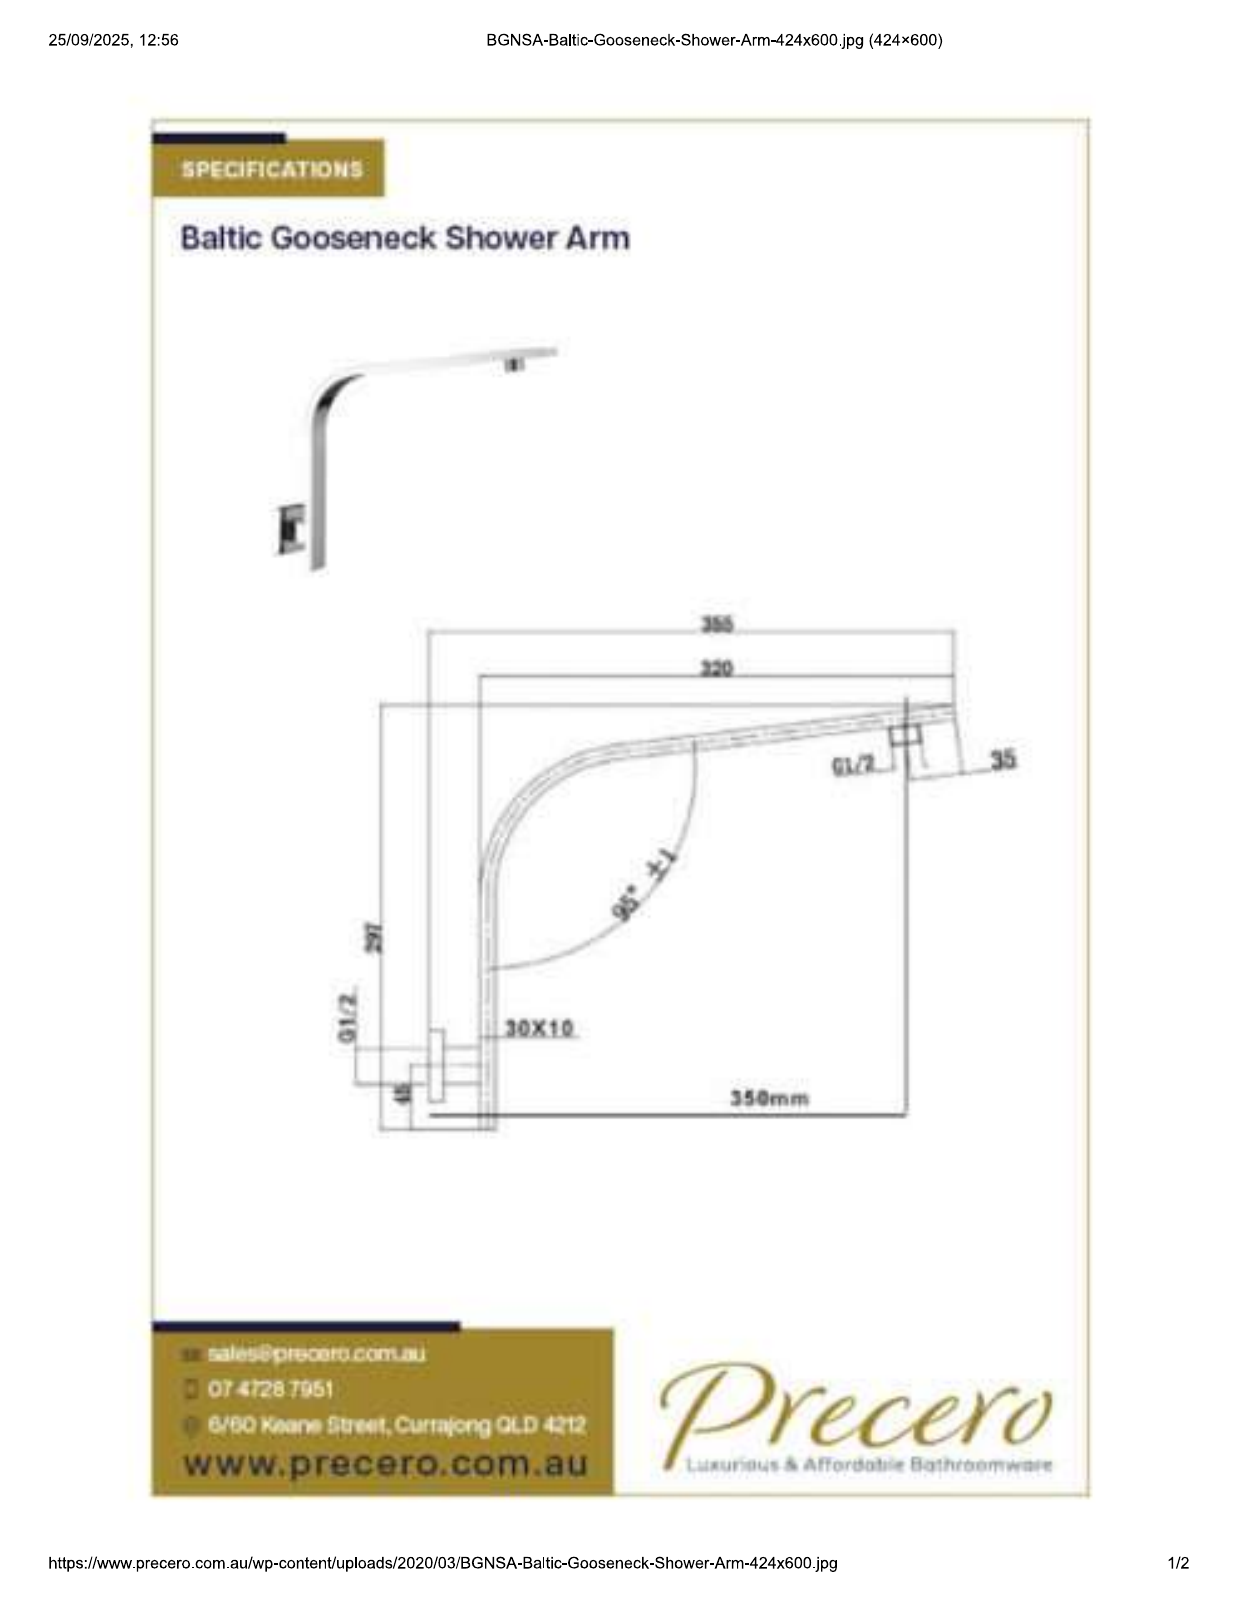 25/09/2025, 12:56 BGNSA-Baltic-Gooseneck-Shower-Arm-424x600.jpg (424×600)
SPECIFICATIONS
Baltic Gooseneck Shower Arm
355
320
G1/2
35
95° ±1
297
G1/2
30X10
45
350mm
sales@precero.com.au
07 4728 7951
6/60 Keane Street, Currajong QLD 4212
www.precero.com.au
Precero
Luxurious & Affordable Bathroomware
https://www.precero.com.au/wp-content/uploads/2020/03/BGNSA-Baltic-Gooseneck-Shower-Arm-424x600.jpg 1/2